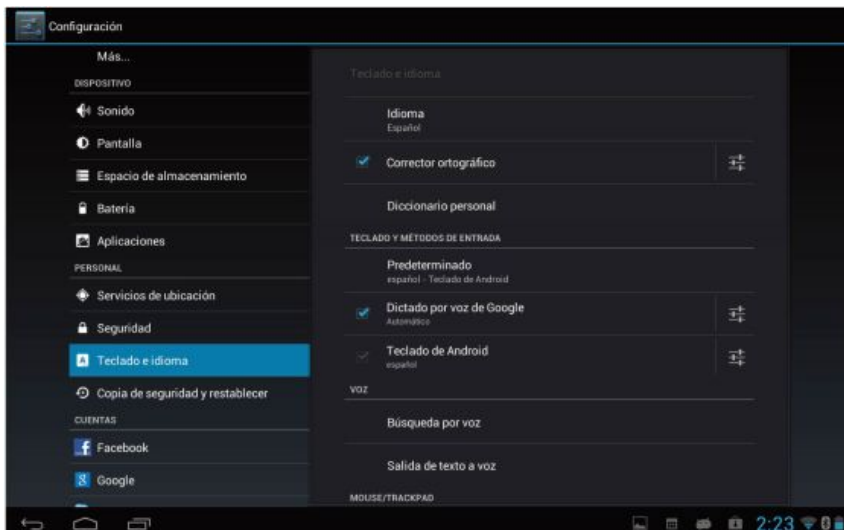 Configuración
Más...
DISPOSITIVO
Sonido
Pantalla
Espacio de almacenamiento
Batería
Aplicaciones
PERSONAL
Servicios de ubicación
Seguridad
Teclado e idioma
Copia de seguridad y restablecer
CUENTAS
Facebook
Google
Teclado e idioma
Idioma
Español
Corrector ortográfico
Diccionario personal
TECLADO Y MÉTODOS DE ENTRADA
Predeterminado
español - Teclado de Android
Dictado por voz de Google
Automático
Teclado de Android
español
VOZ
Búsqueda por voz
Salida de texto a voz
MOUSE/TRACKPAD
2:23